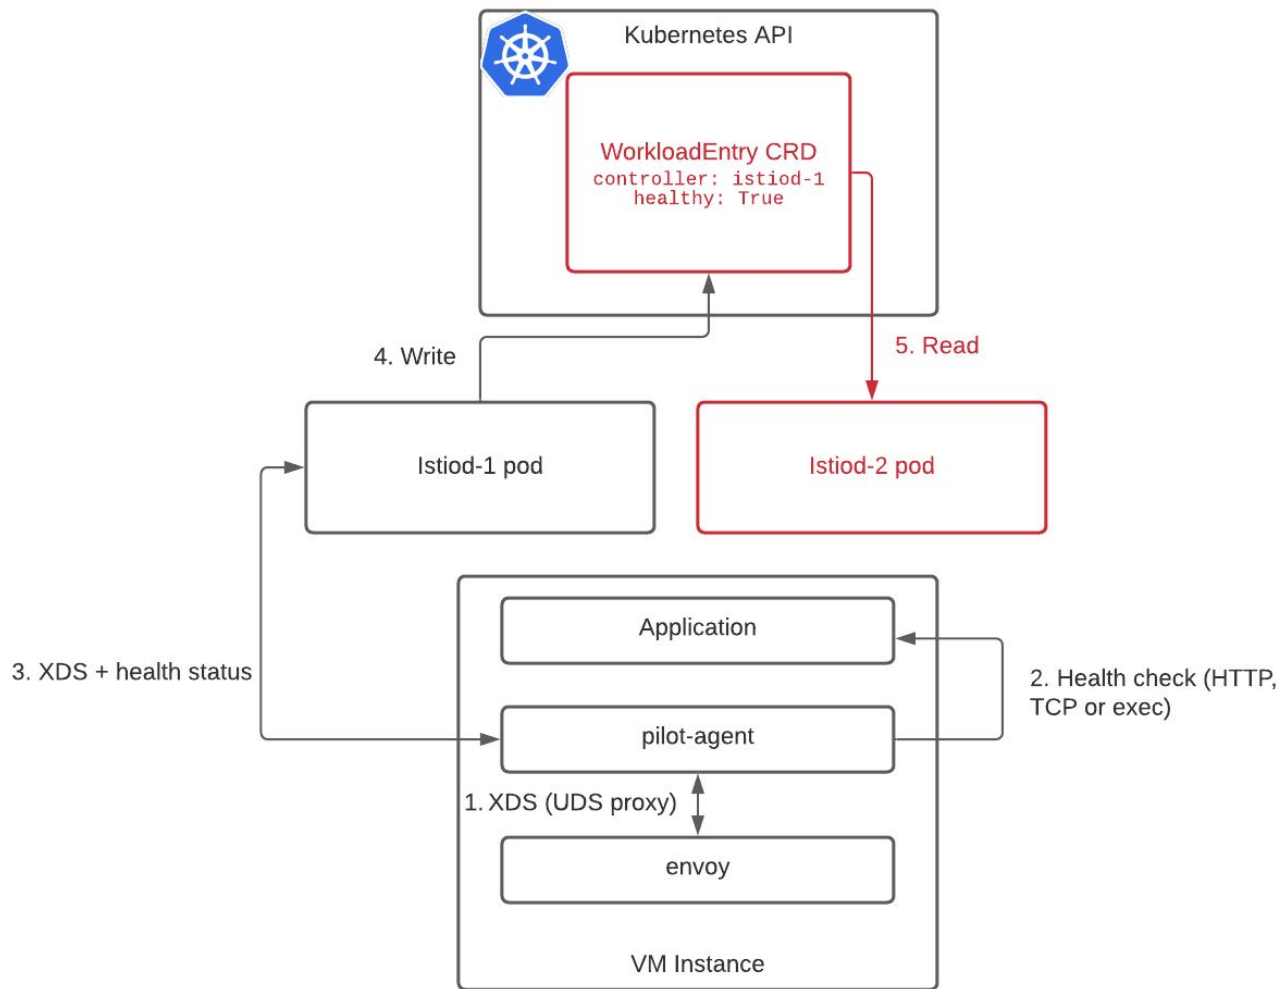 Kubernetes API
WorkloadEntry CRD
controller: istiod-1
healthy: True
4. Write
5. Read
Istiod-1 pod
Istiod-2 pod
Application
3. XDS + health status
2. Health check (HTTP,
TCP or exec)
pilot-agent
1. XDS (UDS proxy)
envoy
VM Instance